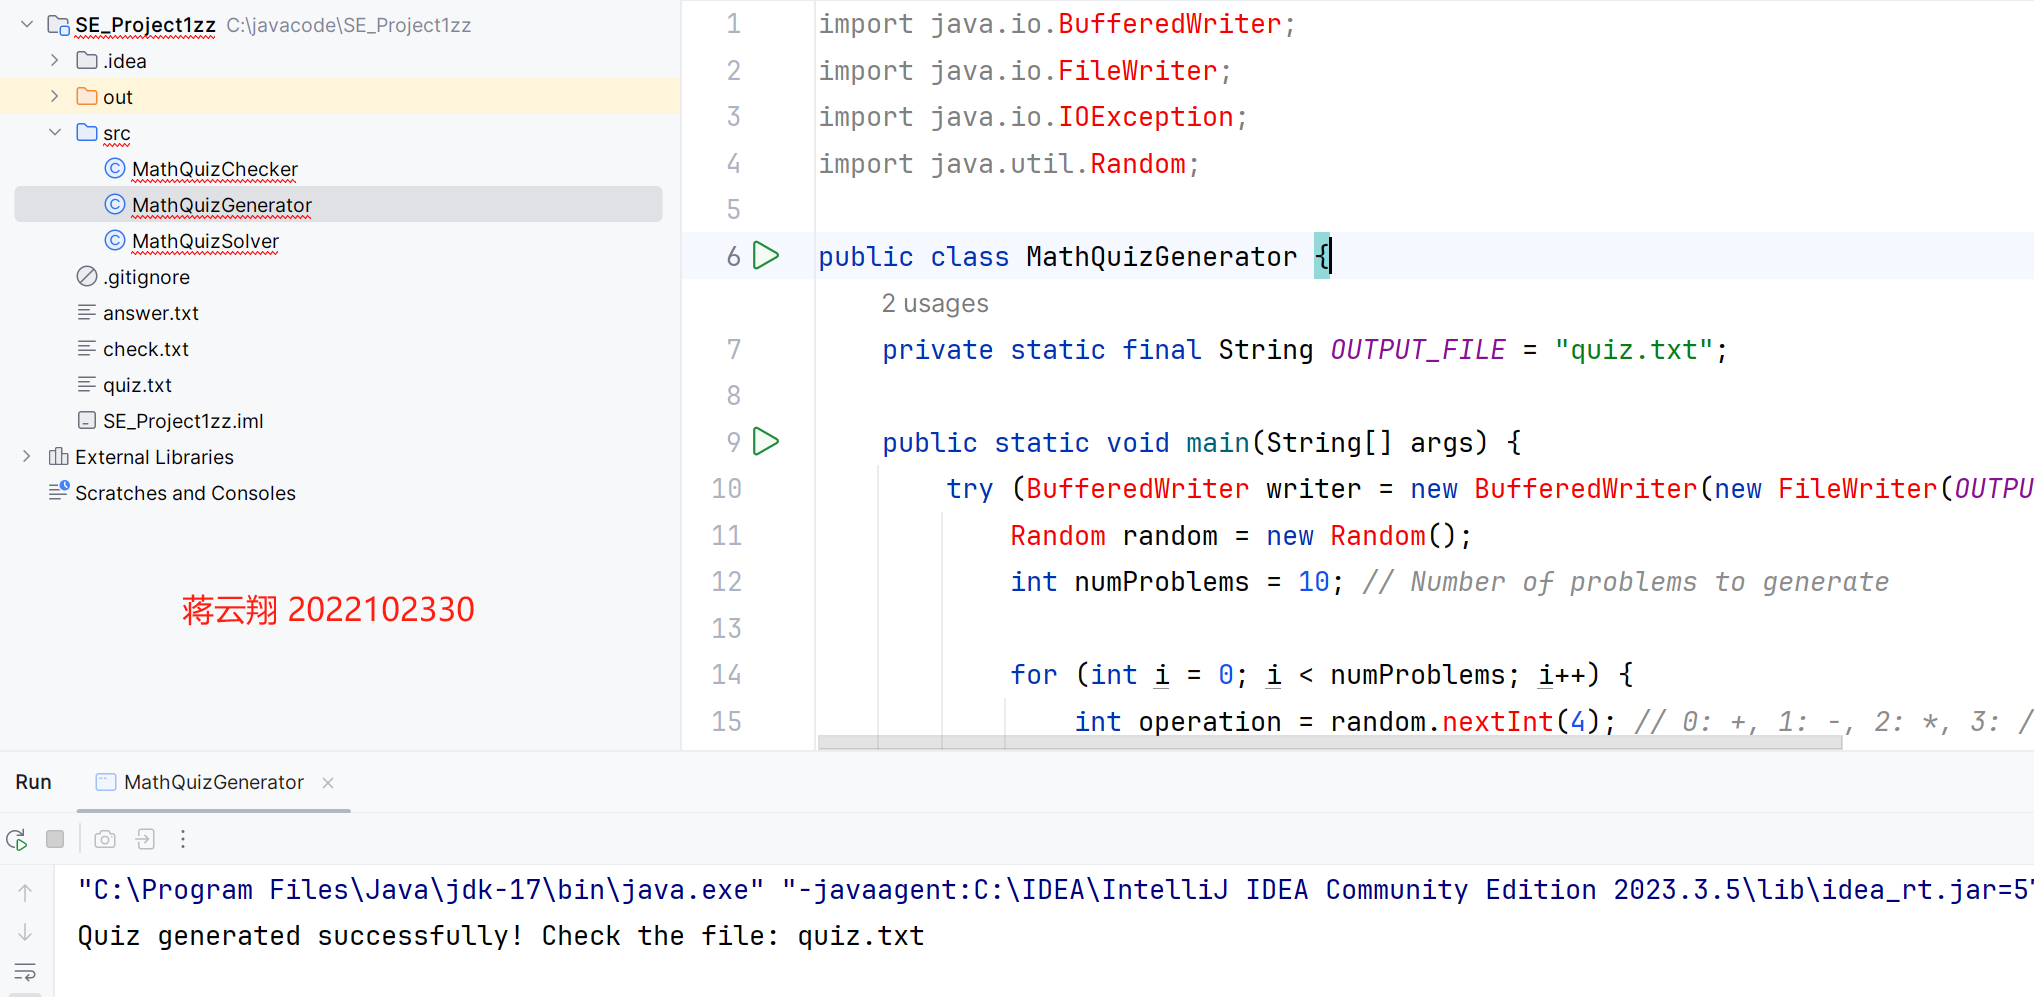 SE_Project1zz C:\javacode\SE_Project1zz
.idea
out
src
MathQuizChecker
MathQuizGenerator
MathQuizSolver
.gitignore
answer.txt
check.txt
quiz.txt
SE_Project1zz.iml
External Libraries
Scratches and Consoles
蒋云翔 2022102330
1 import java.io.BufferedWriter;
2 import java.io.FileWriter;
3 import java.io.IOException;
4 import java.util.Random;
5
6 public class MathQuizGenerator {
2 usages
7 private static final String OUTPUT_FILE = "quiz.txt";
8
9 public static void main(String[] args) {
10 try (BufferedWriter writer = new BufferedWriter(new FileWriter(OUTPU
11 Random random = new Random();
12 int numProblems = 10; // Number of problems to generate
13
14 for (int i = 0; i < numProblems; i++) {
15 int operation = random.nextInt(4); // 0: +, 1: -, 2: *, 3: /
Run MathQuizGenerator
"C:\Program Files\Java\jdk-17\bin\java.exe" "-javaagent:C:\IDEA\IntelliJ IDEA Community Edition 2023.3.5\lib\idea_rt.jar=5
Quiz generated successfully! Check the file: quiz.txt